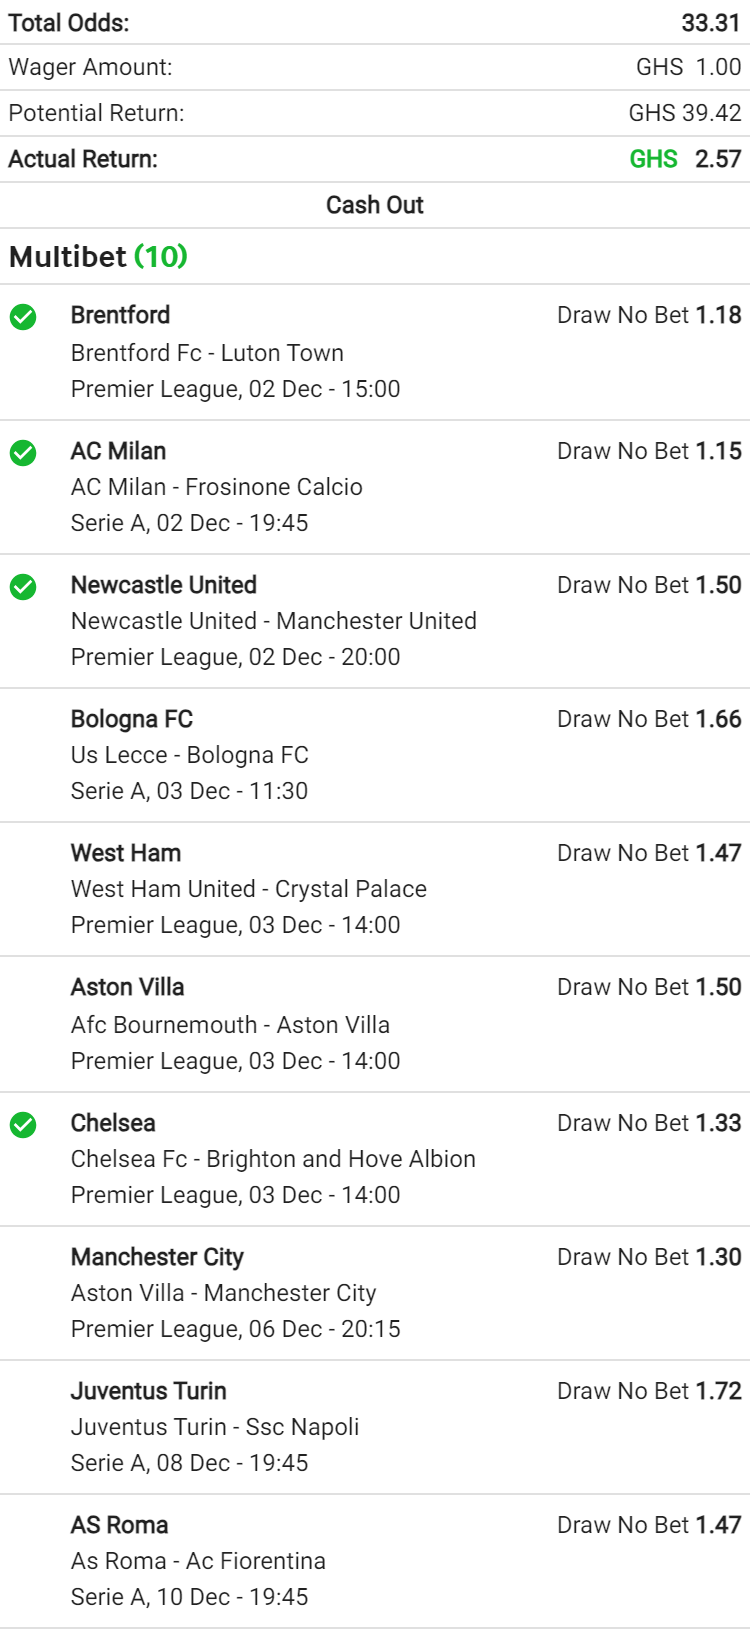 Total Odds: 33.31
Wager Amount: GHS 1.00
Potential Return: GHS 39.42
Actual Return: GHS 2.57
Cash Out
Multibet (10)
Brentford Draw No Bet 1.18
Brentford Fc - Luton Town
Premier League, 02 Dec - 15:00
AC Milan Draw No Bet 1.15
AC Milan - Frosinone Calcio
Serie A, 02 Dec - 19:45
Newcastle United Draw No Bet 1.50
Newcastle United - Manchester United
Premier League, 02 Dec - 20:00
Bologna FC Draw No Bet 1.66
Us Lecce - Bologna FC
Serie A, 03 Dec - 11:30
West Ham Draw No Bet 1.47
West Ham United - Crystal Palace
Premier League, 03 Dec - 14:00
Aston Villa Draw No Bet 1.50
Afc Bournemouth - Aston Villa
Premier League, 03 Dec - 14:00
Chelsea Draw No Bet 1.33
Chelsea Fc - Brighton and Hove Albion
Premier League, 03 Dec - 14:00
Manchester City Draw No Bet 1.30
Aston Villa - Manchester City
Premier League, 06 Dec - 20:15
Juventus Turin Draw No Bet 1.72
Juventus Turin - Ssc Napoli
Serie A, 08 Dec - 19:45
AS Roma Draw No Bet 1.47
As Roma - Ac Fiorentina
Serie A, 10 Dec - 19:45